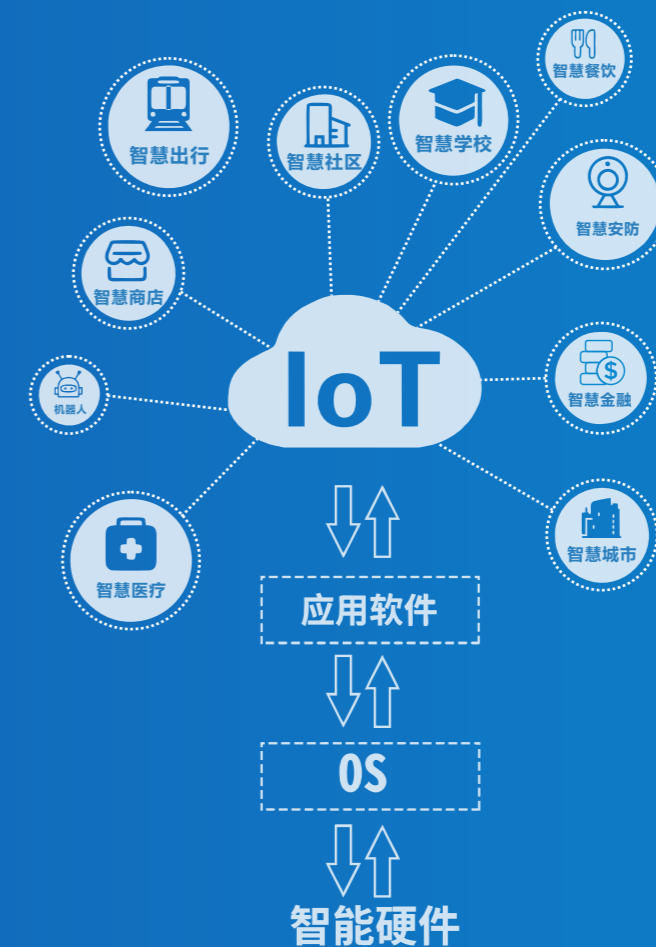 智慧餐饮
智慧出行
智慧社区
智慧学校
智慧安防
智慧商店
IoT
智慧金融
$
机器人
智慧城市
智慧医疗
应用软件
OS
智能硬件